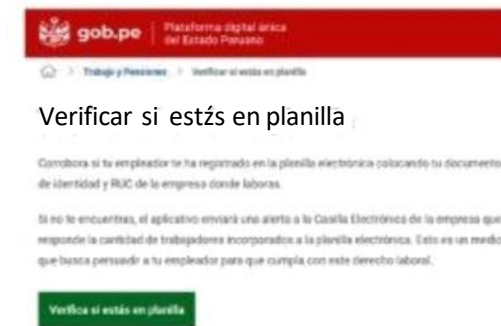 gob.pe
Plataforma digital única
del Estado Peruano
Trabajo y Pensiones > Verificar si estás en planilla
Verificar si estźs en planilla
Corrobora si tu empleador te ha registrado en la planilla electrónica colocando tu documento
de identidad y RUC de la empresa donde laboras.
Si no te encuentras, el aplicativo enviará una alerta a la Casilla Electrónica de la empresa que
responde la cantidad de trabajadores incorporados a la planilla electrónica. Esto es un medio
que busca persuadir a tu empleador para que cumpla con este derecho laboral.
Verifica si estás en planilla